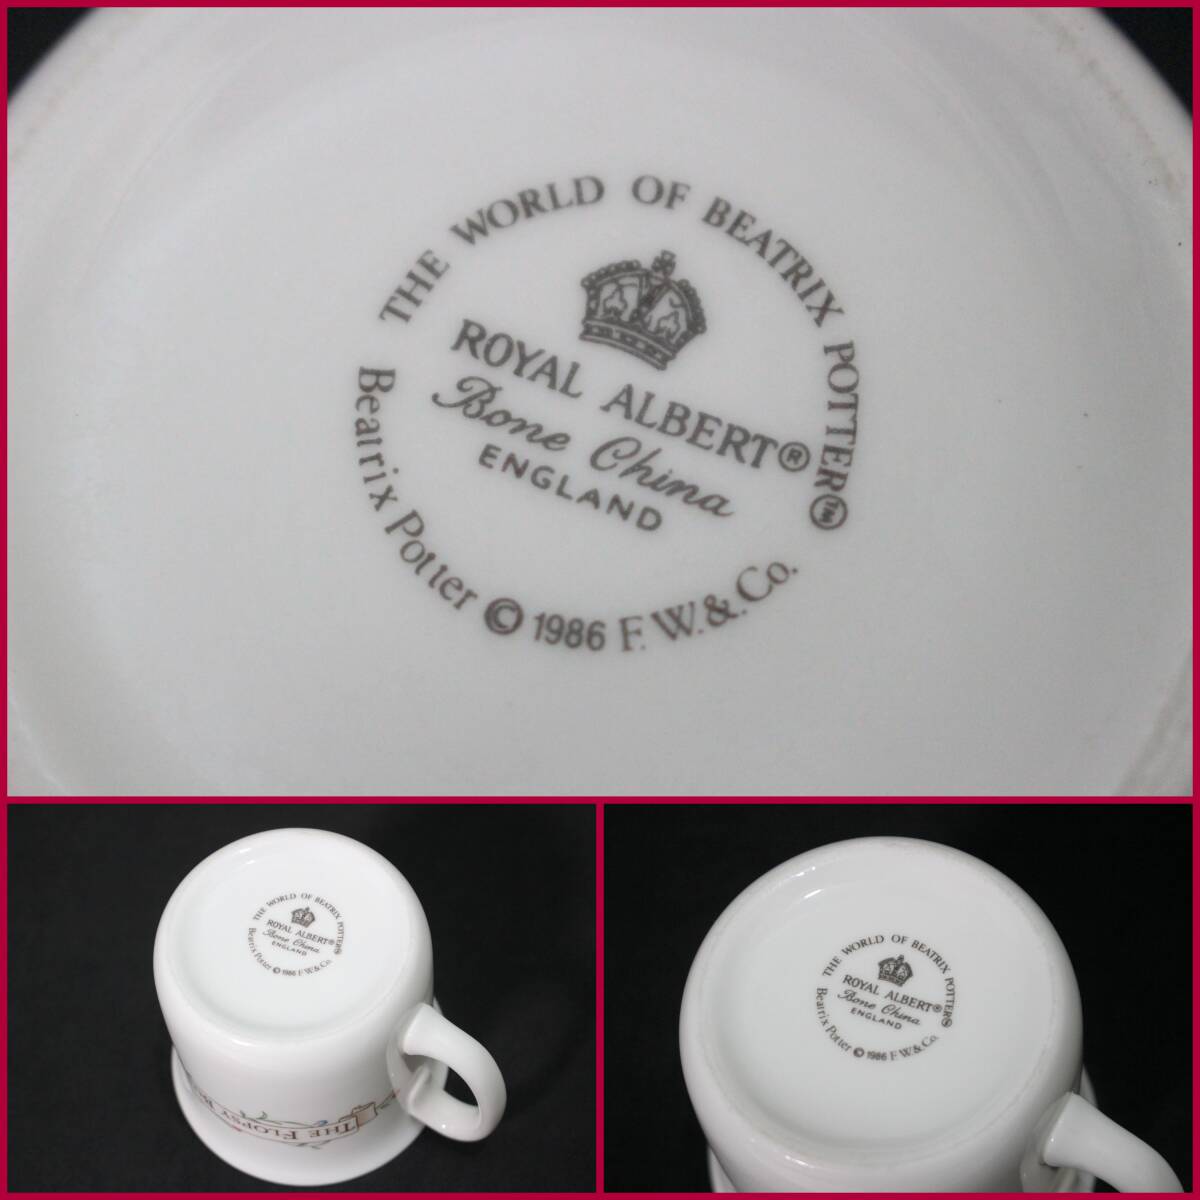 THE WORLD OF BEATRIX POTTER™
ROYAL ALBERT®
Bone China
ENGLAND
Beatrix Potter © 1986 F.W.&.Co.
THE WORLD OF BEATRIX POTTER
ROYAL ALBERT®
Bone China
ENGLAND
Beatrix Potter © 1986 F.W.&Co.
THE FLOPSY
THE WORLD OF BEATRIX POTTER
ROYAL ALBERT®
Bone China
ENGLAND
Beatrix Potter © 1986 F.W.&Co.